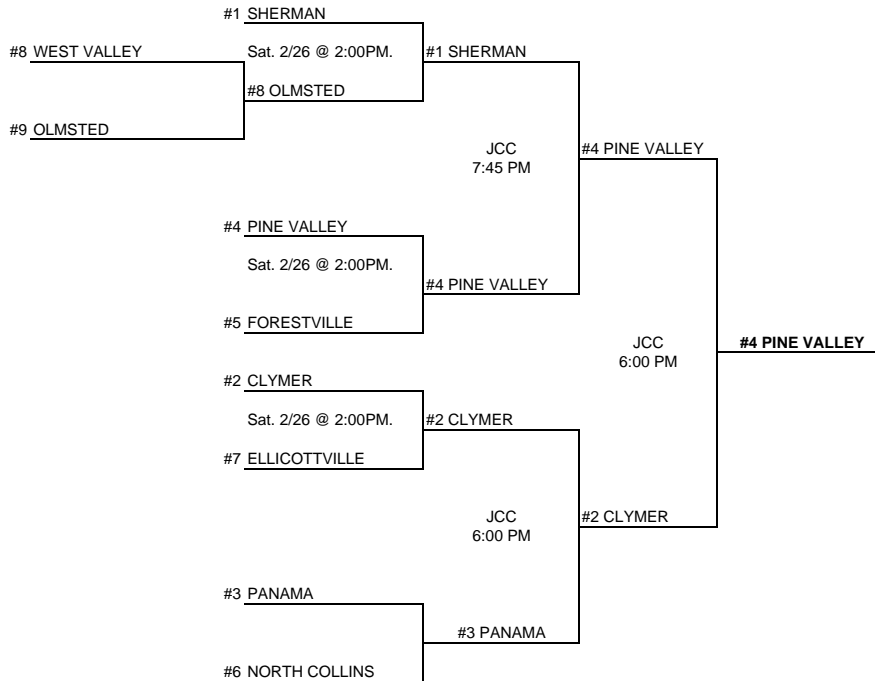 #1 SHERMAN
#8 WEST VALLEY
Sat. 2/26 @ 2:00PM.
#1 SHERMAN
#8 OLMSTED
#9 OLMSTED
JCC
7:45 PM
#4 PINE VALLEY
#4 PINE VALLEY
Sat. 2/26 @ 2:00PM.
#4 PINE VALLEY
#5 FORESTVILLE
JCC
6:00 PM
#4 PINE VALLEY
#2 CLYMER
Sat. 2/26 @ 2:00PM.
#2 CLYMER
#7 ELLICOTTVILLE
JCC
6:00 PM
#2 CLYMER
#3 PANAMA
#3 PANAMA
#6 NORTH COLLINS